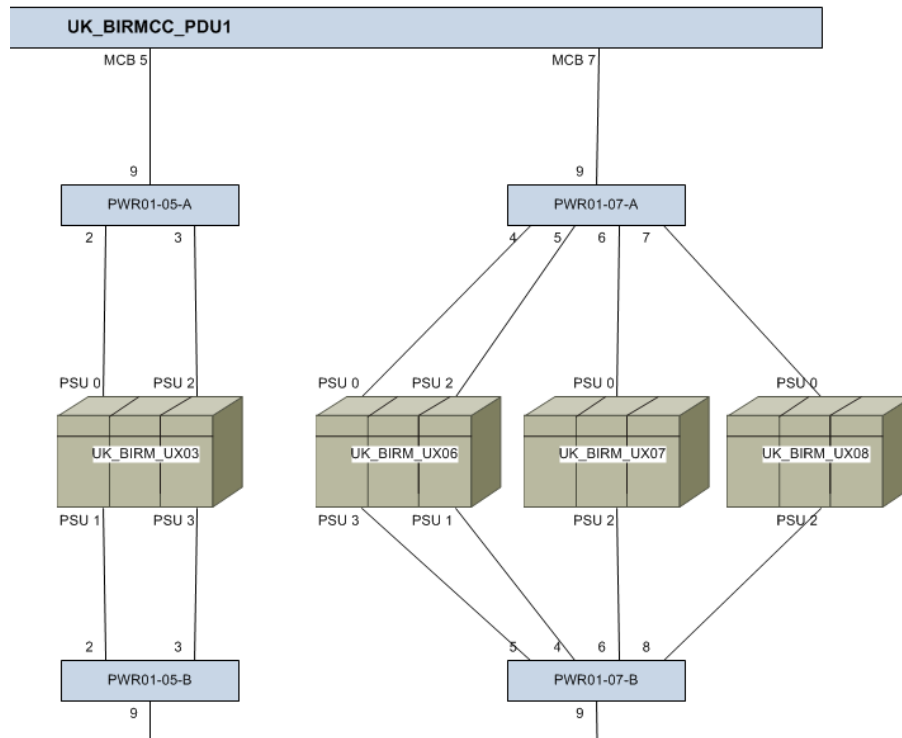 UK_BIRMCC_PDU1
MCB 5 MCB 7
9 9
PWR01-05-A PWR01-07-A
2 3 4 5 6 7
PSU 0 PSU 2 PSU 0 PSU 2 PSU 0 PSU 0
UK_BIRM_UX03 UK_BIRM_UX06 UK_BIRM_UX07 UK_BIRM_UX08
PSU 1 PSU 3 PSU 3 PSU 1 PSU 2 PSU 2
2 3 5 4 6 8
PWR01-05-B PWR01-07-B
9 9